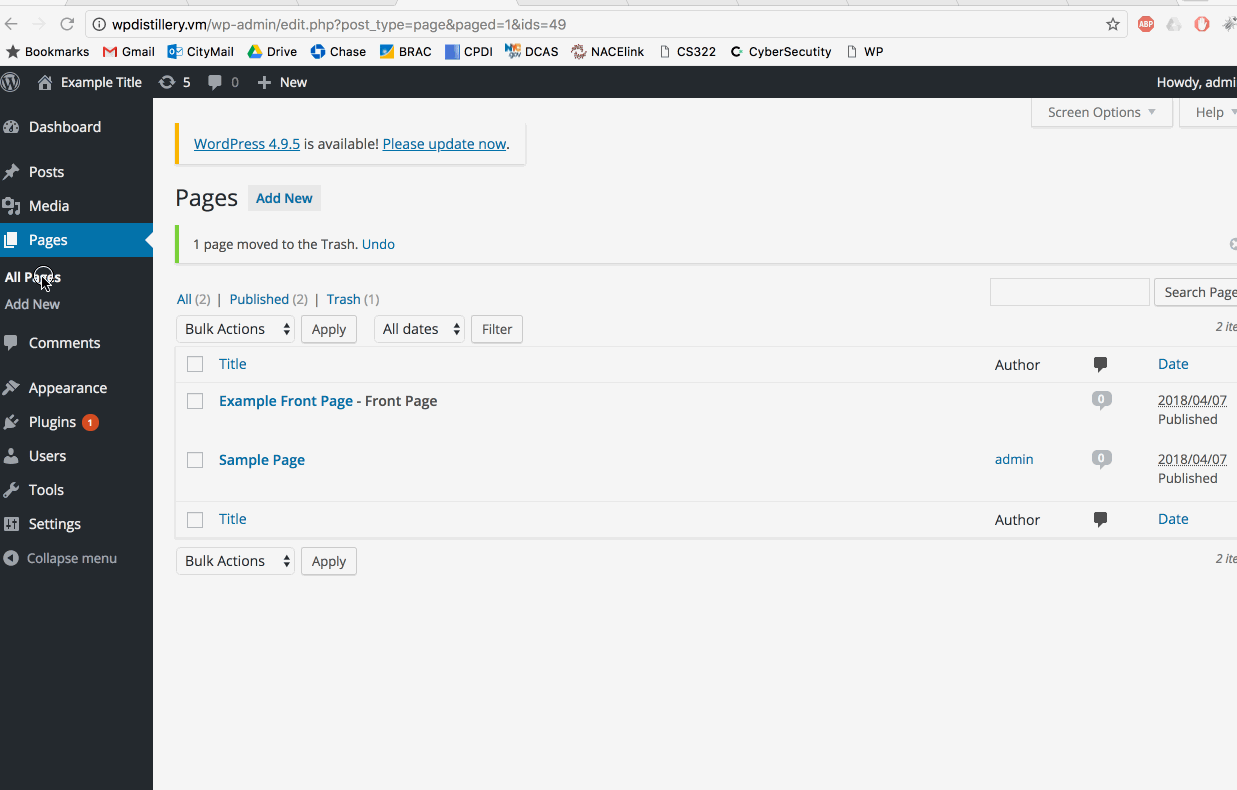 wpdistillery.vm/wp-admin/edit.php?post_type=page&paged=1&ids=49
ABP
Bookmarks Gmail CityMail Drive Chase BRAC CPDI DCAS NACElink CS322 CyberSecutity WP
Example Title 5 0 New Howdy, admi
Screen Options Help
Dashboard
Posts
Media
Pages
All Pages
Add New
Comments
Appearance
Plugins 1
Users
Tools
Settings
Collapse menu
WordPress 4.9.5 is available! Please update now.
Pages Add New
1 page moved to the Trash. Undo
All (2) | Published (2) | Trash (1)
Search Page
Bulk Actions Apply All dates Filter
2 ite
Title Author Date
Example Front Page - Front Page 0 2018/04/07
Published
Sample Page admin 0 2018/04/07
Published
Title Author Date
Bulk Actions Apply
2 ite